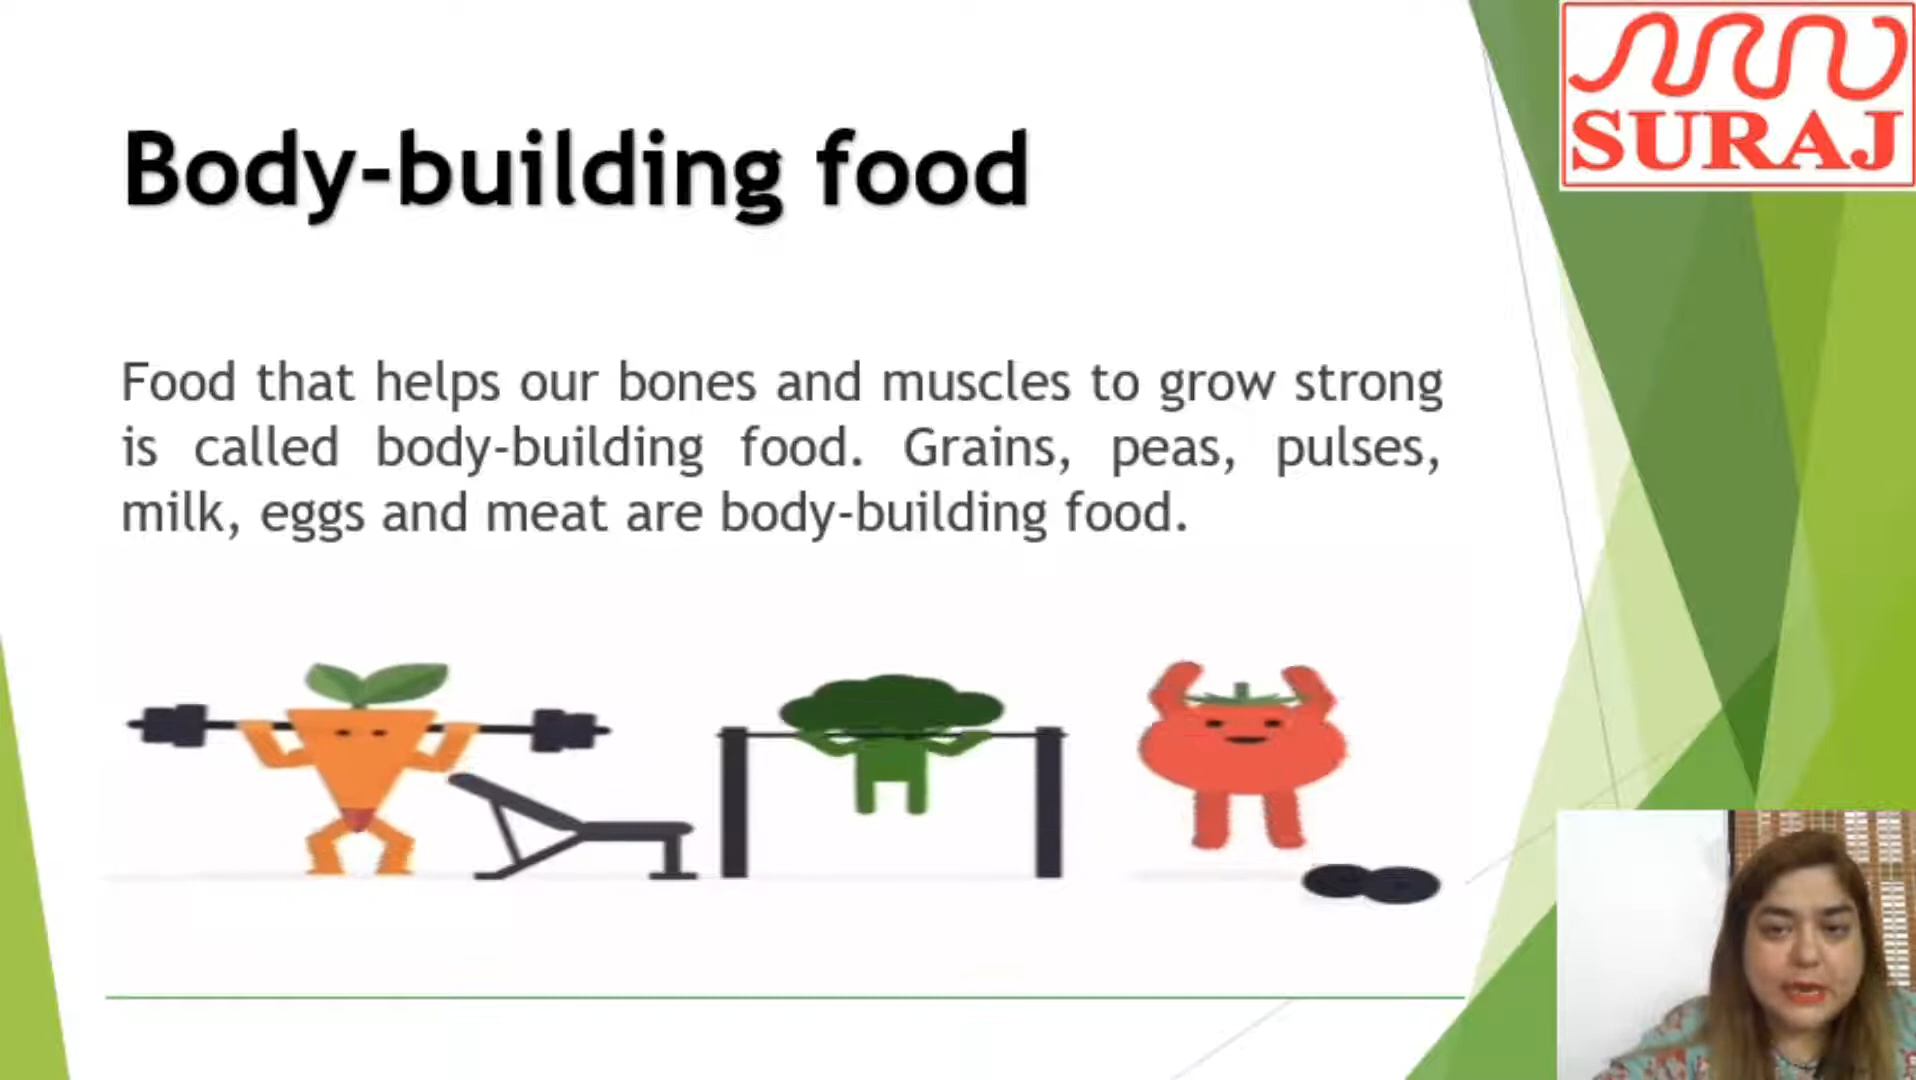 SURAJ
Body-building food
Food that helps our bones and muscles to grow strong
is called body-building food. Grains, peas, pulses,
milk, eggs and meat are body-building food.